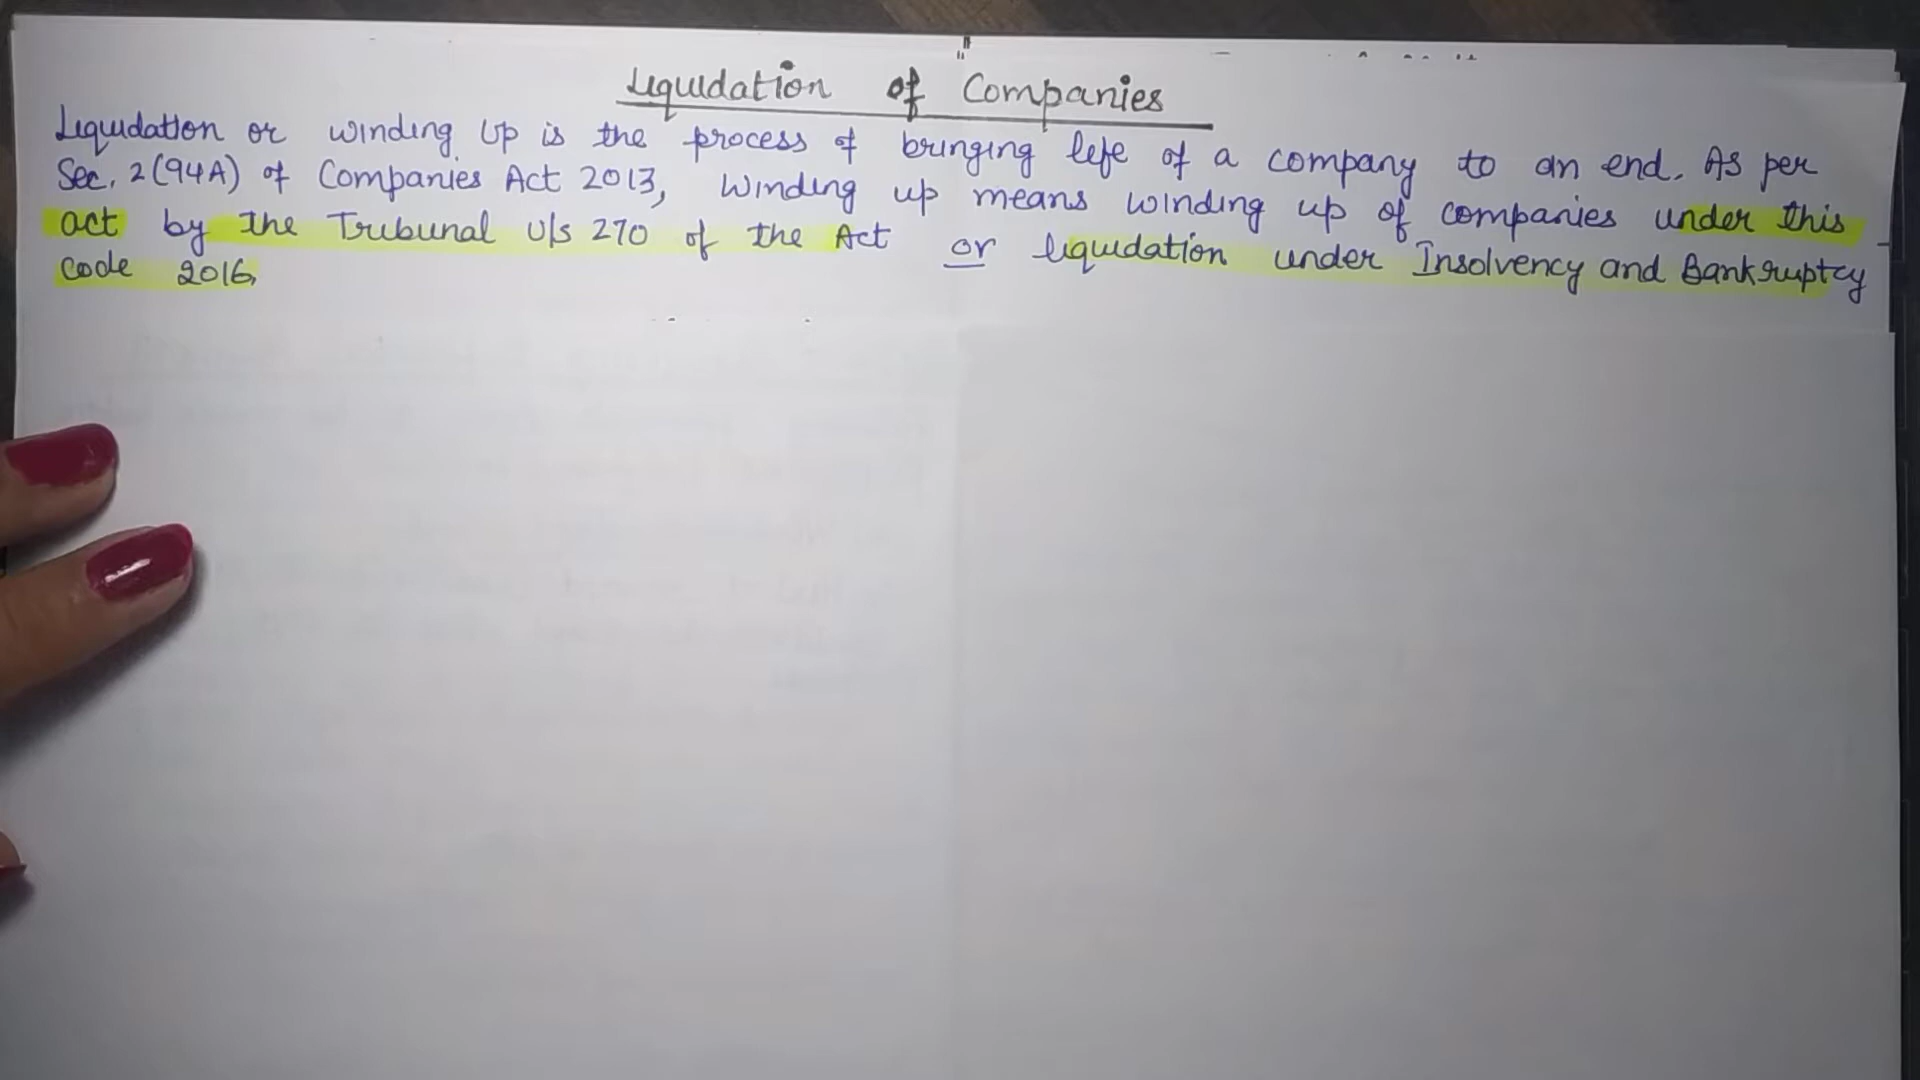 Liquidation of Companies
Liquidation or winding up is the process of bringing life of a company to an end. As per
Sec. 2(94A) of Companies Act 2013, winding up means winding up of companies under this
act by the Tribunal u/s 270 of the Act or liquidation under Insolvency and Bankruptcy
Code 2016.